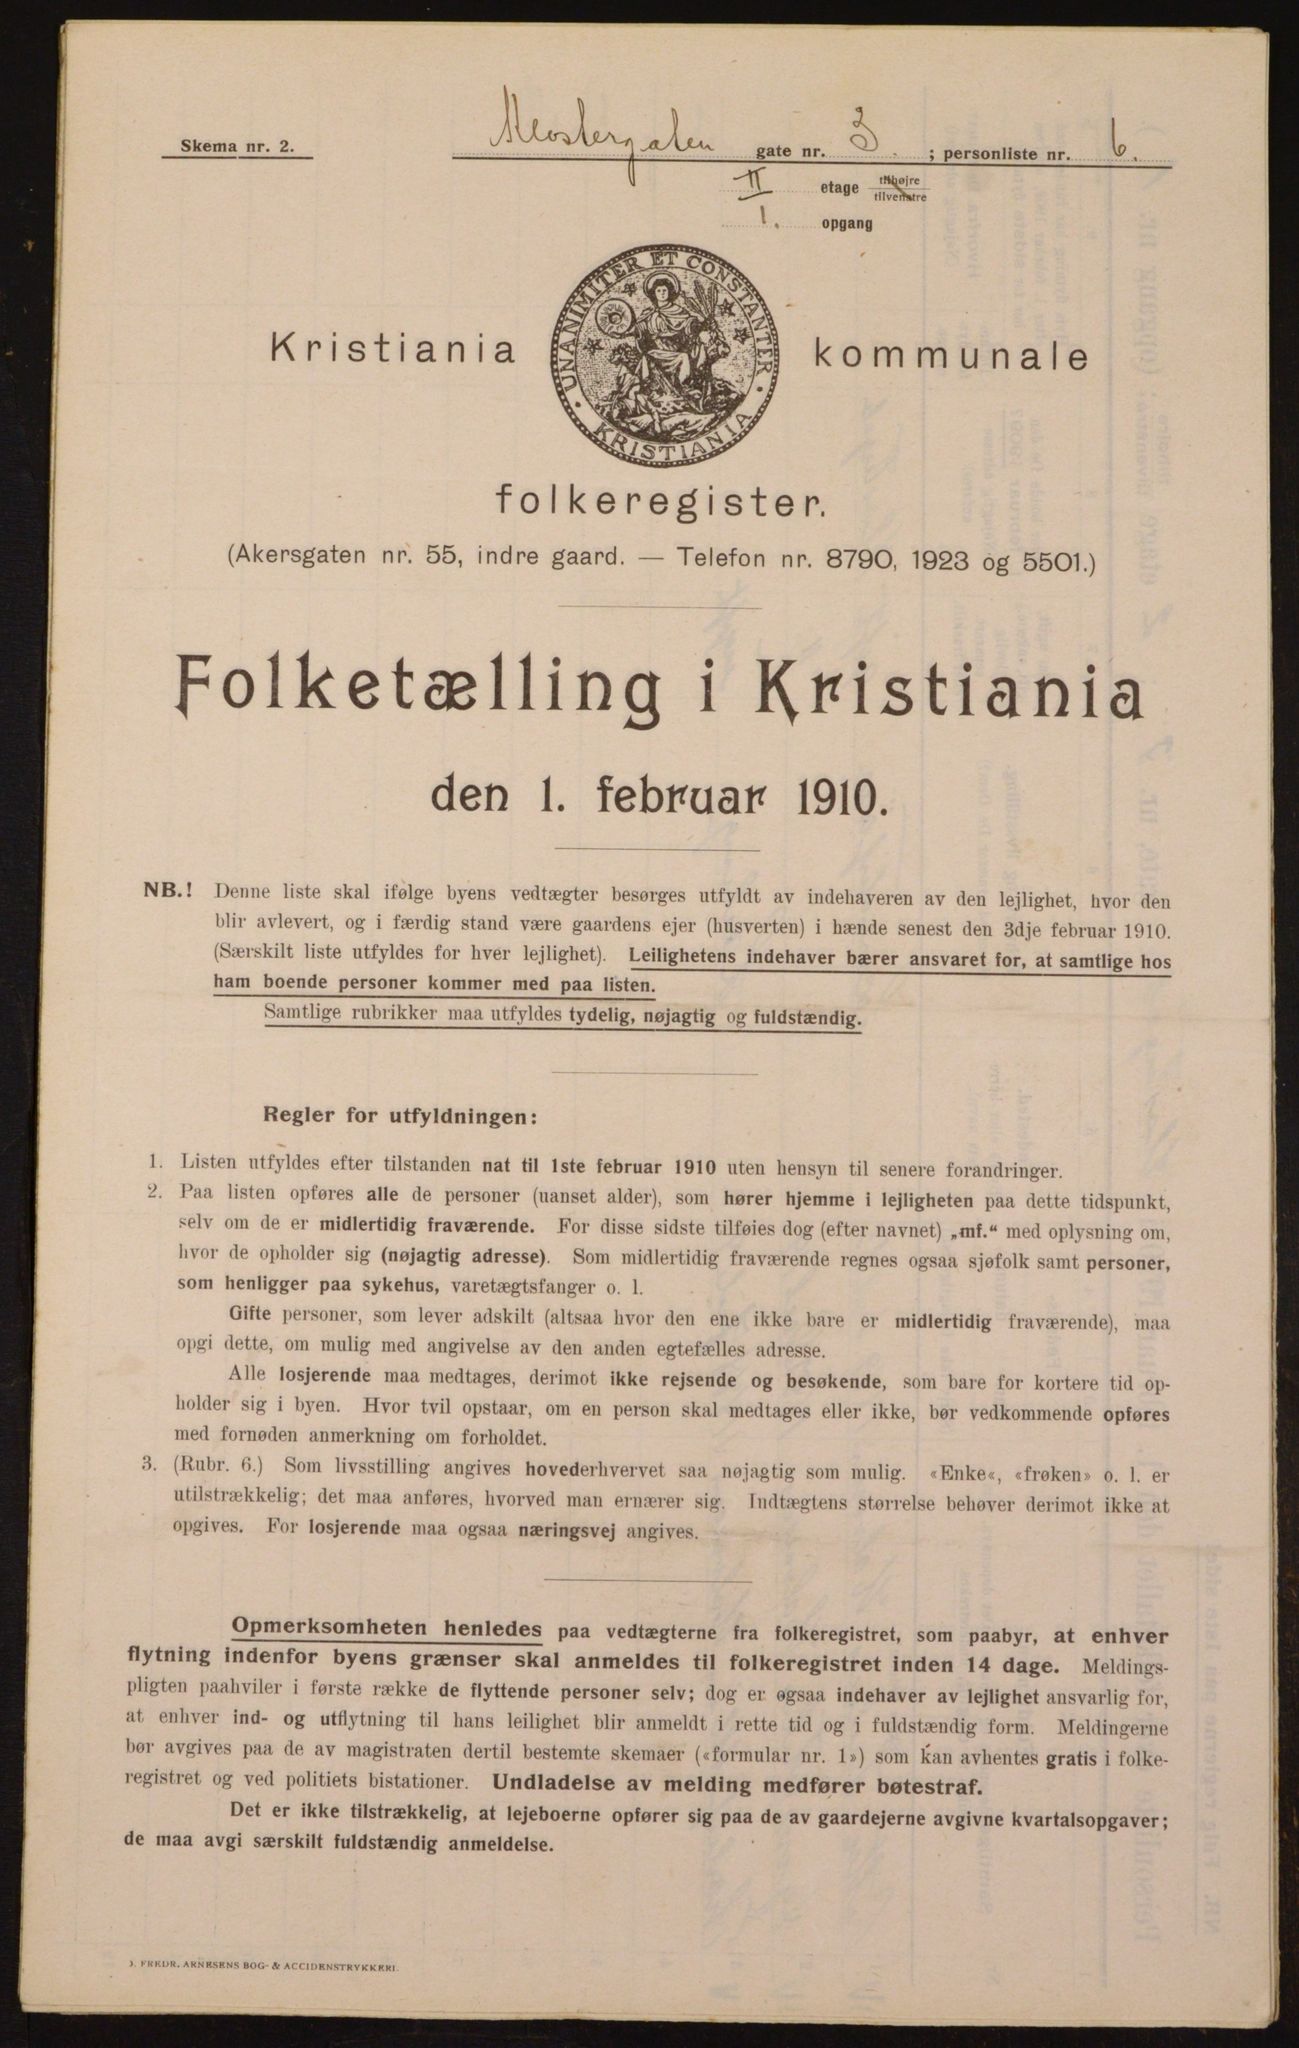 Skema nr. 2.
Klostergaten gate nr. 3. ; personliste nr. 6.
II etage tilhøjre
tilvenstre
1. opgang
UNANIMITER ET CONSTANTER
KRISTIANIA
Kristiania kommunale
folkeregister.
(Akersgaten nr. 55, indre gaard. — Telefon nr. 8790, 1923 og 5501.)
Folketælling i Kristiania
den 1. februar 1910.
NB.! Denne liste skal ifølge byens vedtægter besørges utfyldt av indehaveren av den lejlighet, hvor den
blir avlevert, og i færdig stand være gaardens ejer (husverten) i hænde senest den 3dje februar 1910.
(Særskilt liste utfyldes for hver lejlighet). Leilighetens indehaver bærer ansvaret for, at samtlige hos
ham boende personer kommer med paa listen.
Samtlige rubrikker maa utfyldes tydelig, nøjagtig og fuldstændig.
Regler for utfyldningen:
1. Listen utfyldes efter tilstanden nat til 1ste februar 1910 uten hensyn til senere forandringer.
2. Paa listen opføres alle de personer (uanset alder), som hører hjemme i lejligheten paa dette tidspunkt,
selv om de er midlertidig fraværende. For disse sidste tilføies dog (efter navnet) „mf.“ med oplysning om,
hvor de opholder sig (nøjagtig adresse). Som midlertidig fraværende regnes ogsaa sjøfolk samt personer,
som henligger paa sykehus, varetægtsfanger o. l.
Gifte personer, som lever adskilt (altsaa hvor den ene ikke bare er midlertidig fraværende), maa
opgi dette, om mulig med angivelse av den anden egtefælles adresse.
Alle losjerende maa medtages, derimot ikke rejsende og besøkende, som bare for kortere tid op-
holder sig i byen. Hvor tvil opstaar, om en person skal medtages eller ikke, bør vedkommende opføres
med fornøden anmerkning om forholdet.
3. (Rubr. 6.) Som livsstilling angives hovederhvervet saa nøjagtig som mulig. «Enke«, «frøken» o. l. er
utilstrækkelig; det maa anføres, hvorved man ernærer sig. Indtægtens størrelse behøver derimot ikke at
opgives. For losjerende maa ogsaa næringsvej angives.
Opmerksomheten henledes paa vedtægterne fra folkeregistret, som paabyr, at enhver
flytning indenfor byens grænser skal anmeldes til folkeregistret inden 14 dage. Meldings-
pligten paahviler i første række de flyttende personer selv; dog er ogsaa indehaver av lejlighet ansvarlig for,
at enhver ind- og utflytning til hans leilighet blir anmeldt i rette tid og i fuldstændig form. Meldingerne
bør avgives paa de av magistraten dertil bestemte skemaer («formular nr. 1») som kan avhentes gratis i folke-
registret og ved politiets bistationer. Undladelse av melding medfører bøtestraf.
Det er ikke tilstrækkelig, at lejeboerne opfører sig paa de av gaardejerne avgivne kvartalsopgaver;
de maa avgi særskilt fuldstændig anmeldelse.
J. FREDR. ARNESENS BOG- & ACCIDENSTRYKKERI.